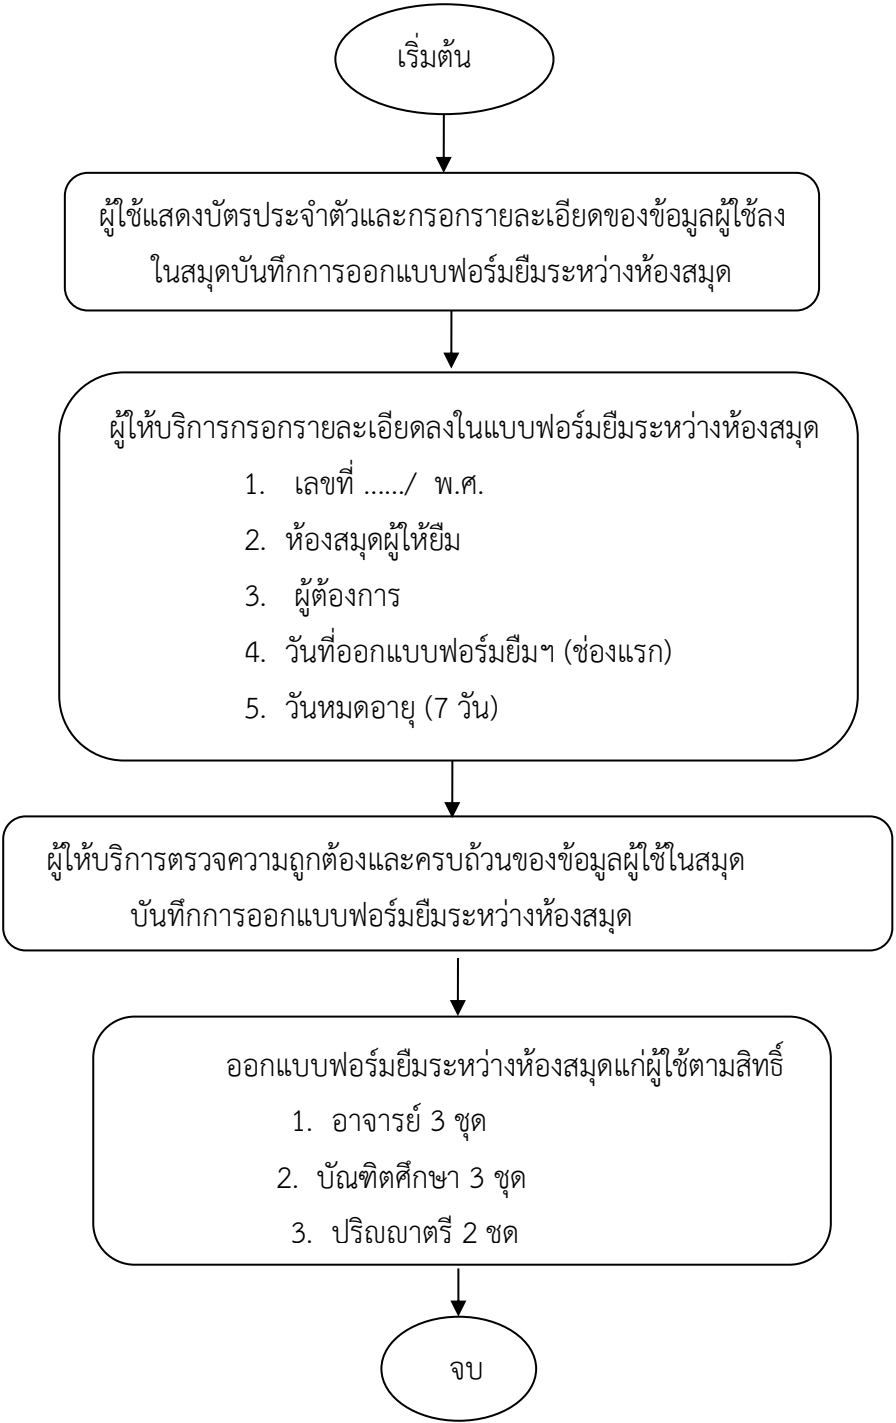 เริ่มต้น
ผู้ใช้แสดงบัตรประจำตัวและกรอกรายละเอียดของข้อมูลผู้ใช้ลง
ในสมุดบันทึกการออกแบบฟอร์มยืมระหว่างห้องสมุด
ผู้ให้บริการกรอกรายละเอียดลงในแบบฟอร์มยืมระหว่างห้องสมุด
1. เลขที่ ....../ พ.ศ.
2. ห้องสมุดผู้ให้ยืม
3. ผู้ต้องการ
4. วันที่ออกแบบฟอร์มยืมฯ (ช่องแรก)
5. วันหมดอายุ (7 วัน)
ผู้ให้บริการตรวจความถูกต้องและครบถ้วนของข้อมูลผู้ใช้ในสมุด
บันทึกการออกแบบฟอร์มยืมระหว่างห้องสมุด
ออกแบบฟอร์มยืมระหว่างห้องสมุดแก่ผู้ใช้ตามสิทธิ์
1. อาจารย์ 3 ชุด
2. บัณฑิตศึกษา 3 ชุด
3. ปริญญาตรี 2 ชด
จบ